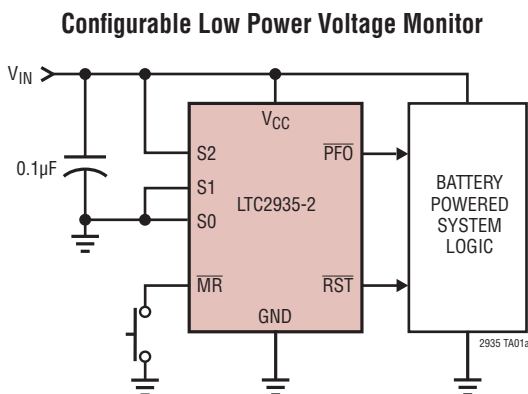 Configurable Low Power Voltage Monitor
VIN
VCC
0.1µF
S2
PFO
S1
LTC2935-2
S0
BATTERY
POWERED
SYSTEM
LOGIC
MR
RST
GND
2935 TA01a